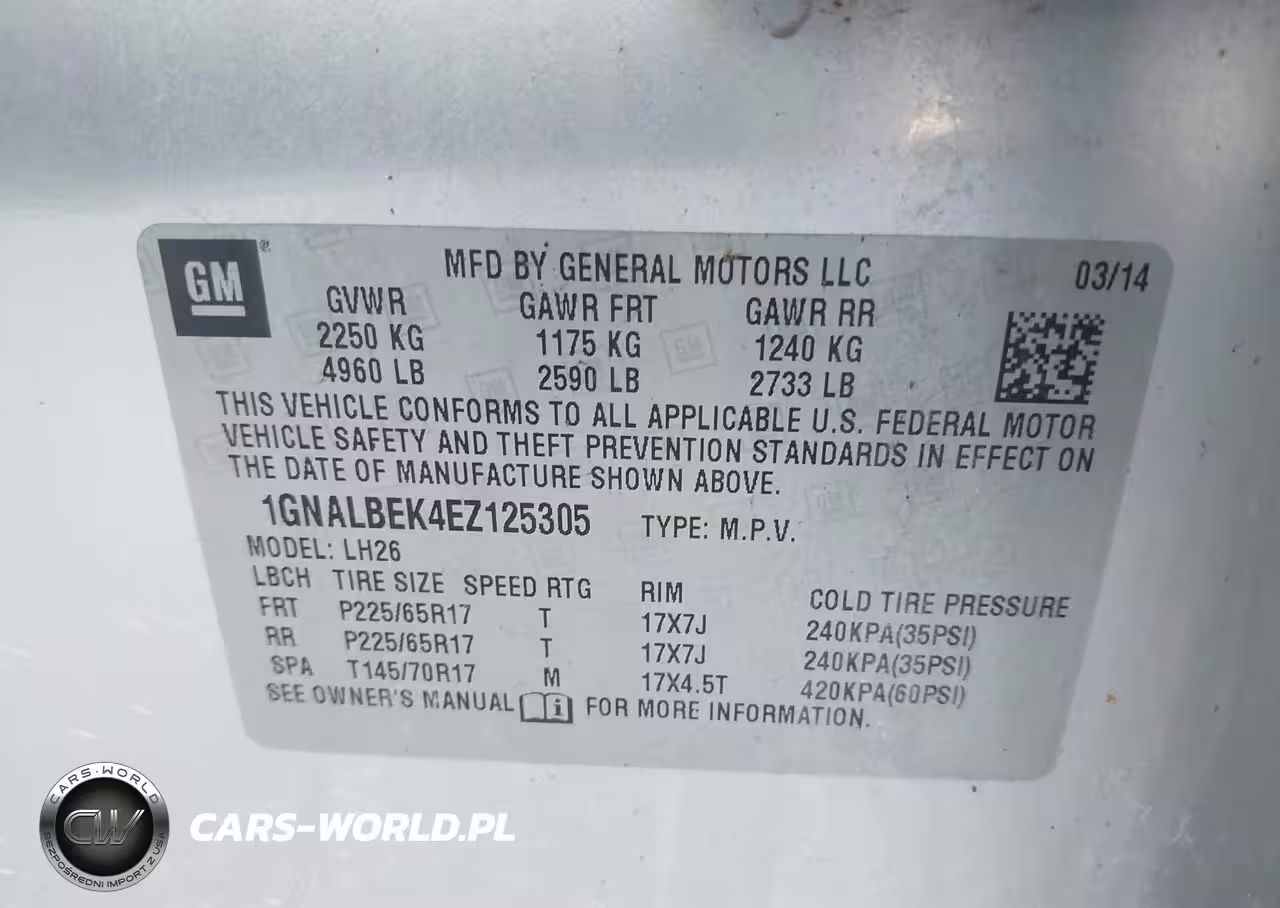 GM ®
MFD BY GENERAL MOTORS LLC 03/14
GVWR GAWR FRT GAWR RR
2250 KG 1175 KG 1240 KG
4960 LB 2590 LB 2733 LB
THIS VEHICLE CONFORMS TO ALL APPLICABLE U.S. FEDERAL MOTOR
VEHICLE SAFETY AND THEFT PREVENTION STANDARDS IN EFFECT ON
THE DATE OF MANUFACTURE SHOWN ABOVE.
1GNALBEK4EZ125305 TYPE: M.P.V.
MODEL: LH26
LBCH TIRE SIZE SPEED RTG RIM COLD TIRE PRESSURE
FRT P225/65R17 T 17X7J 240KPA(35PSI)
RR P225/65R17 T 17X7J 240KPA(35PSI)
SPA T145/70R17 M 17X4.5T 420KPA(60PSI)
SEE OWNER'S MANUAL i FOR MORE INFORMATION.
CARS-WORLD
CW
BEZPOŚREDNI IMPORT Z USA
CARS-WORLD.PL